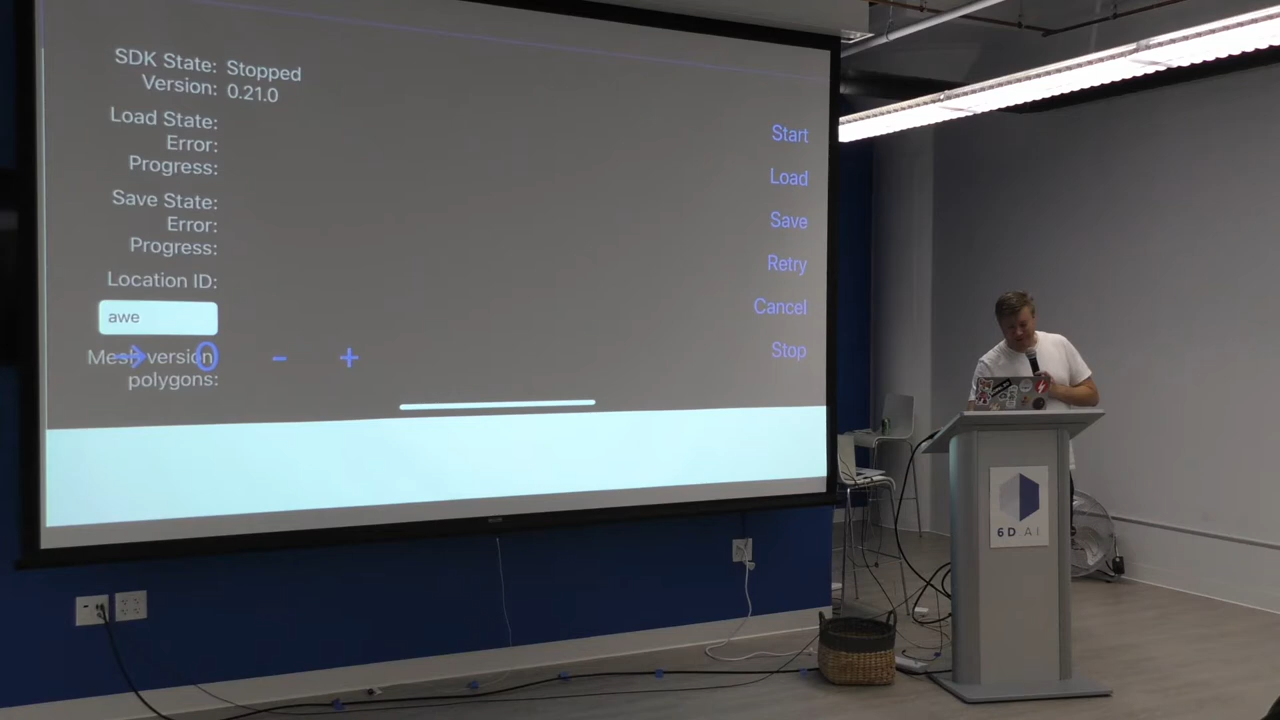 SDK State: Stopped
Version: 0.21.0
Load State:
Error:
Progress:
Save State:
Error:
Progress:
Location ID:
awe
Mesh version
→ 0 - +
polygons:
Start
Load
Save
Retry
Cancel
Stop
6D.AI